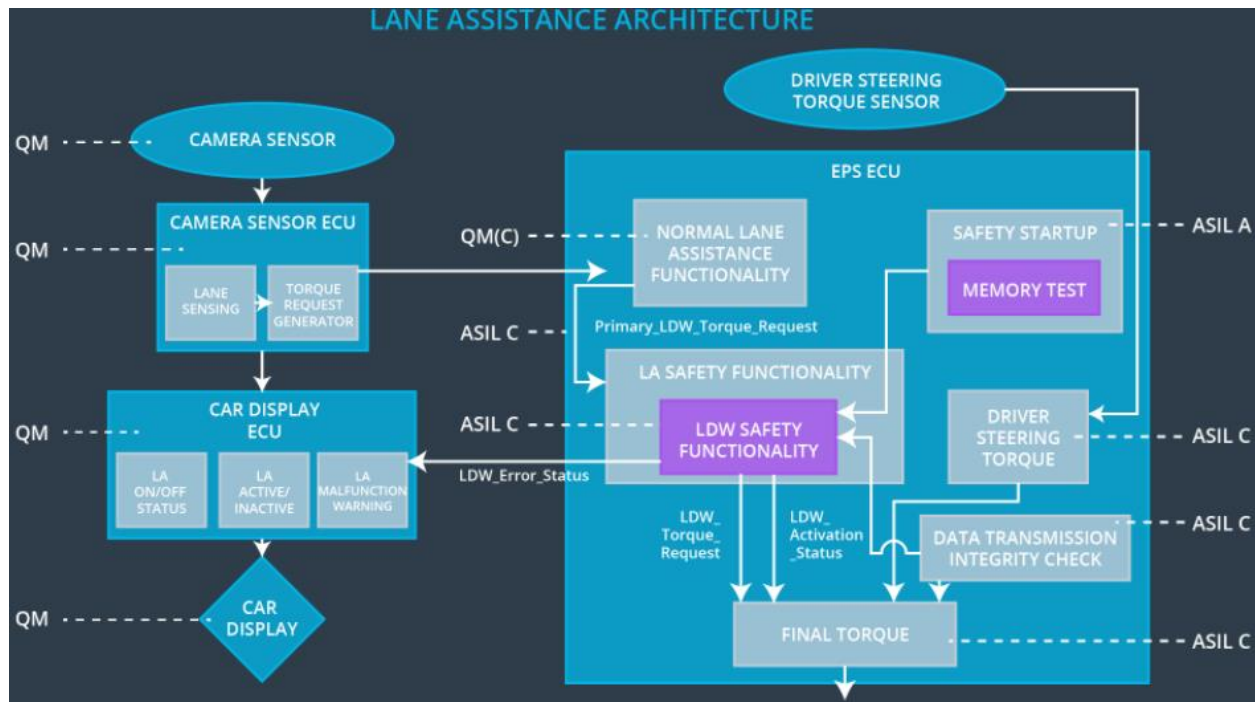 LANE ASSISTANCE ARCHITECTURE
DRIVER STEERING
TORQUE SENSOR
QM
CAMERA SENSOR
QM
CAMERA SENSOR ECU
LANE
SENSING
TORQUE
REQUEST
GENERATOR
QM
CAR DISPLAY
ECU
LA
ON/OFF
STATUS
LA
ACTIVE/
INACTIVE
LA
MALFUNCTION
WARNING
QM
CAR
DISPLAY
EPS ECU
QM(C)
NORMAL LANE
ASSISTANCE
FUNCTIONALITY
SAFETY STARTUP
MEMORY TEST
ASIL A
ASIL C
Primary_LDW_Torque_Request
LA SAFETY FUNCTIONALITY
ASIL C
LDW SAFETY
FUNCTIONALITY
LDW_Error_Status
DRIVER
STEERING
TORQUE
ASIL C
LDW_
Torque_
Request
LDW_
Activation
_Status
DATA TRANSMISSION
INTEGRITY CHECK
ASIL C
FINAL TORQUE
ASIL C